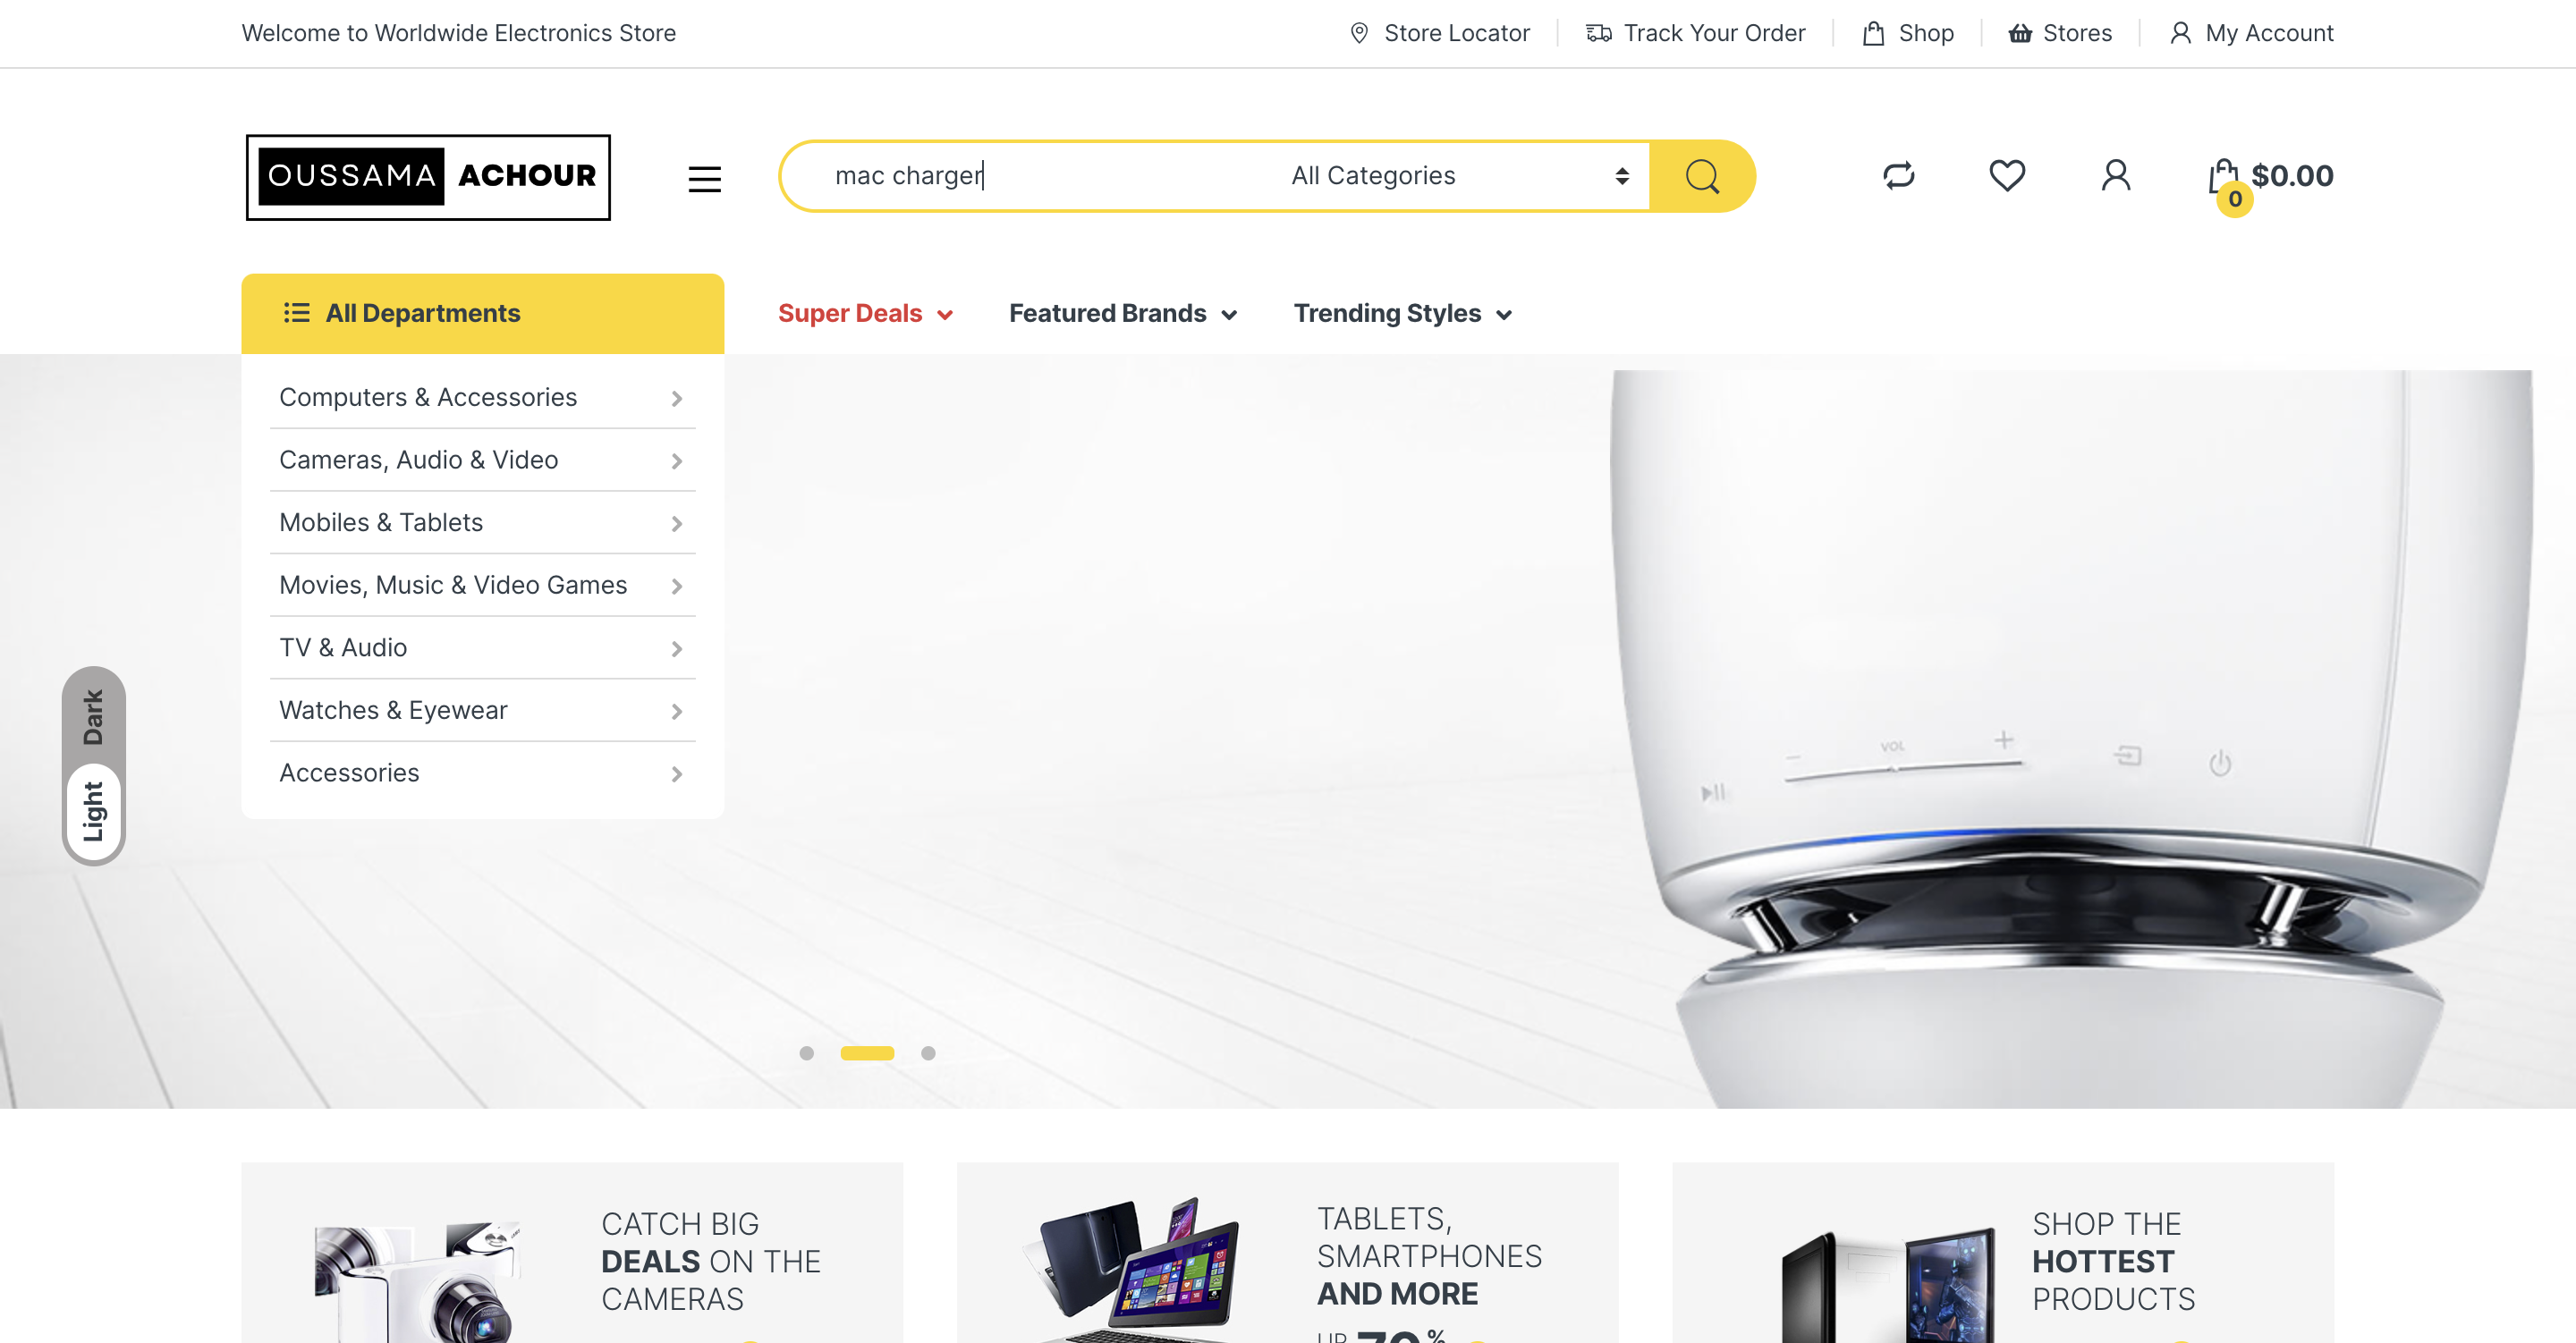 Welcome to Worldwide Electronics Store
Store Locator
Track Your Order
Shop
Stores
My Account
OUSSAMA ACHOUR
mac charger
All Categories
0
$0.00
All Departments
Super Deals
Featured Brands
Trending Styles
Computers & Accessories
Cameras, Audio & Video
Mobiles & Tablets
Movies, Music & Video Games
TV & Audio
Watches & Eyewear
Accessories
Dark
Light
VOL
CATCH BIG
DEALS ON THE
CAMERAS
TABLETS,
SMARTPHONES
AND MORE
UP 70%
SHOP THE
HOTTEST
PRODUCTS